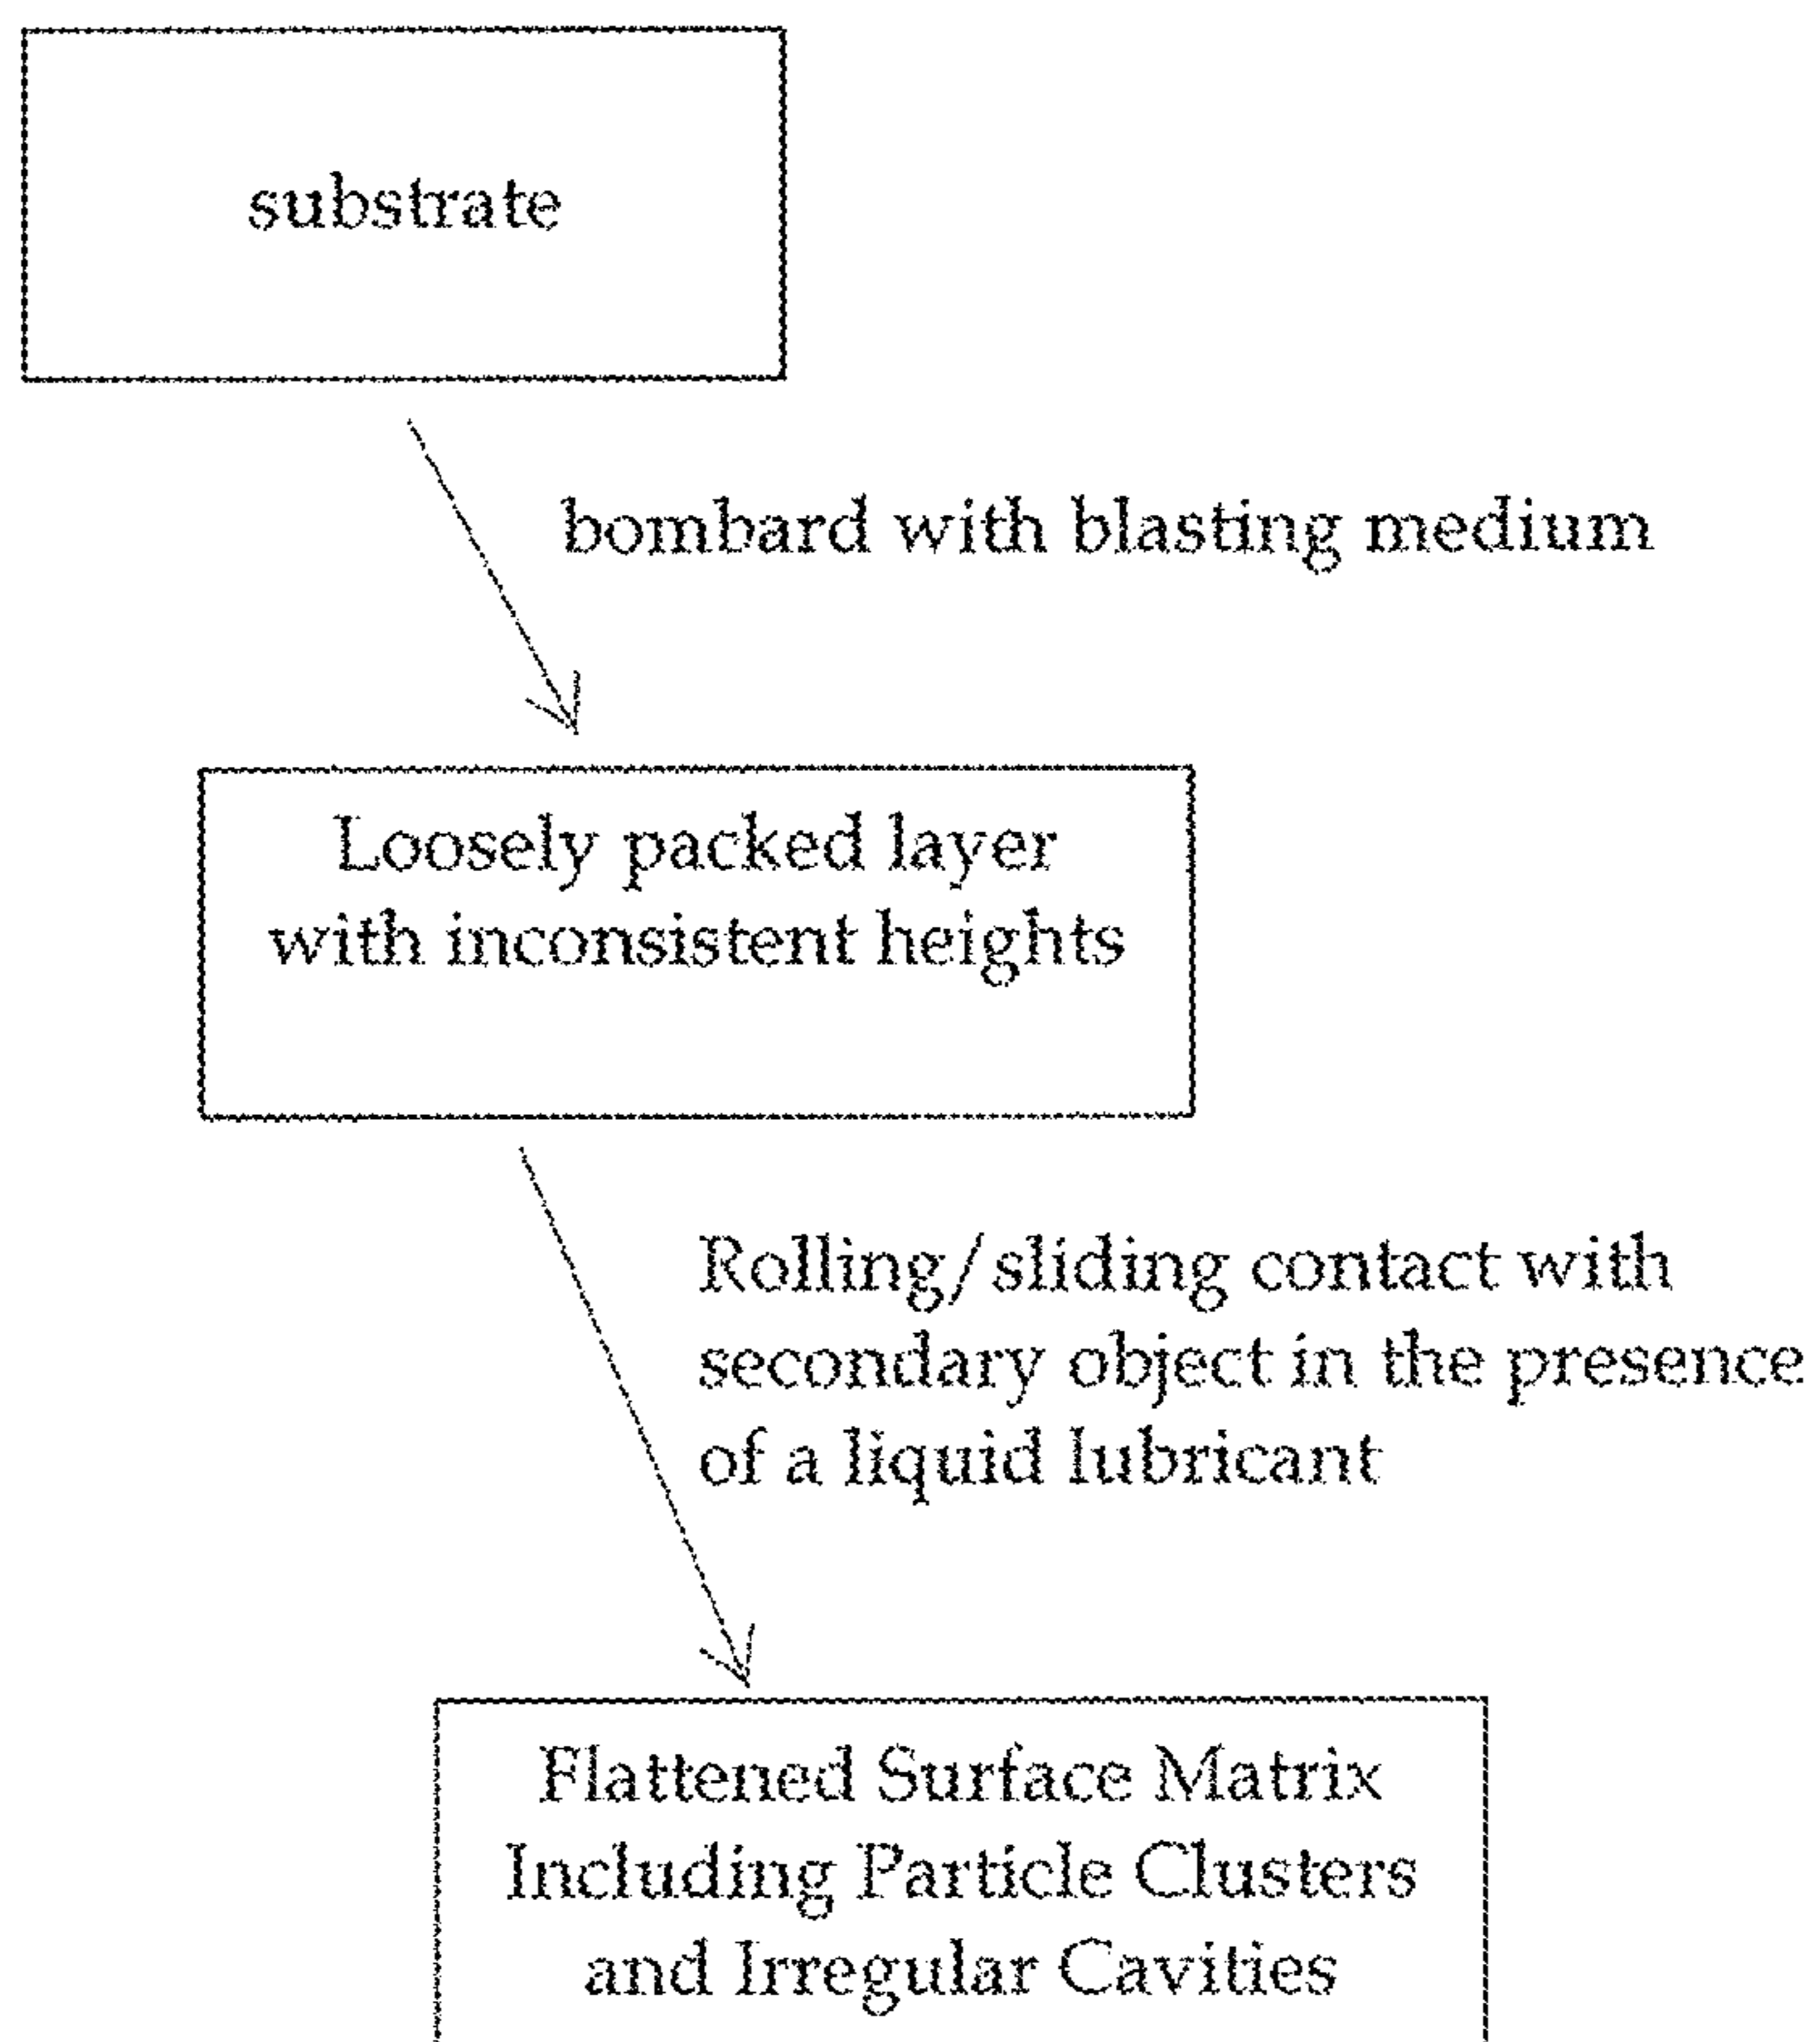 substrate
bombard with blasting medium
Loosely packed layer
with inconsistent heights
Rolling/sliding contact with
secondary object in the presence
of a liquid lubricant
Flattened Surface Matrix
Including Particle Clusters
and Irregular Cavities